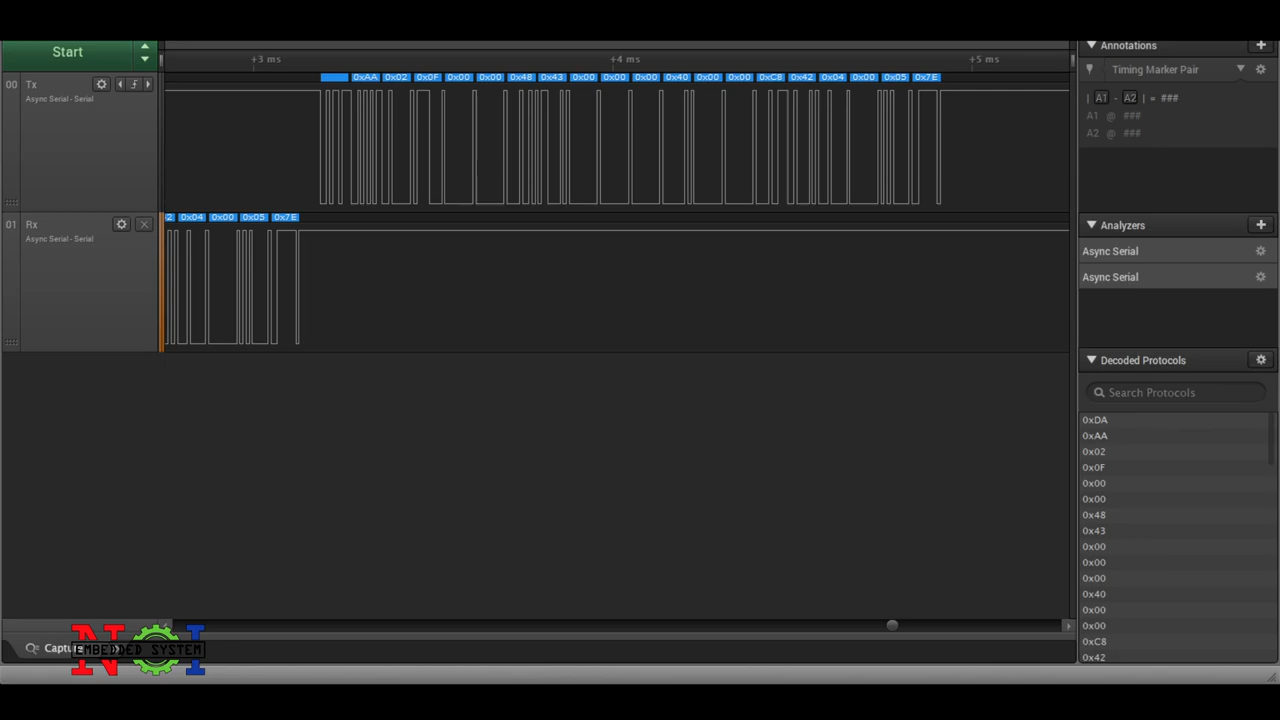 Start
+3 ms
+4 ms
+5 ms
00
Tx
Async Serial - Serial
0xAA 0x02 0x0F 0x00 0x00 0x48 0x43 0x00 0x00 0x00 0x40 0x00 0x00 0xC8 0x42 0x04 0x00 0x05 0x7E
01
Rx
Async Serial - Serial
2 0x04 0x00 0x05 0x7E
Annotations
Timing Marker Pair
| A1 - A2 | = ###
A1 @ ###
A2 @ ###
Analyzers
Async Serial
Async Serial
Decoded Protocols
Search Protocols
0xDA
0xAA
0x02
0x0F
0x00
0x00
0x48
0x43
0x00
0x00
0x00
0x40
0x00
0x00
0xC8
0x42
Captu
N I
EMBEDDED SYSTEM